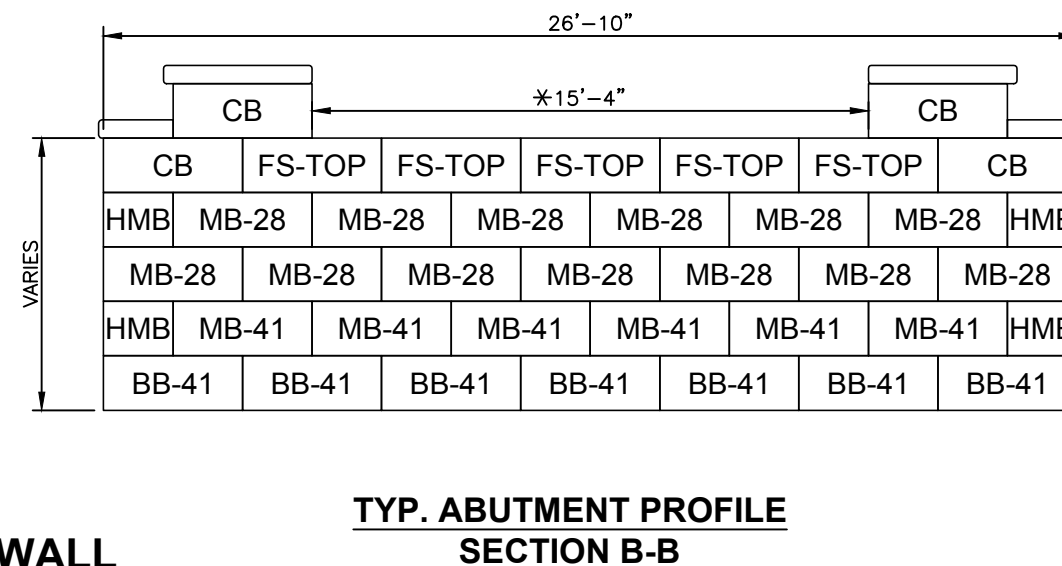 26'-10"
CB ✳15'-4" CB
CB FS-TOP FS-TOP FS-TOP FS-TOP FS-TOP CB
HMB MB-28 MB-28 MB-28 MB-28 MB-28 MB-28 HMB
MB-28 MB-28 MB-28 MB-28 MB-28 MB-28 MB-28
HMB MB-41 MB-41 MB-41 MB-41 MB-41 MB-41 HMB
BB-41 BB-41 BB-41 BB-41 BB-41 BB-41 BB-41
VARIES
TYP. ABUTMENT PROFILE
SECTION B-B
WALL